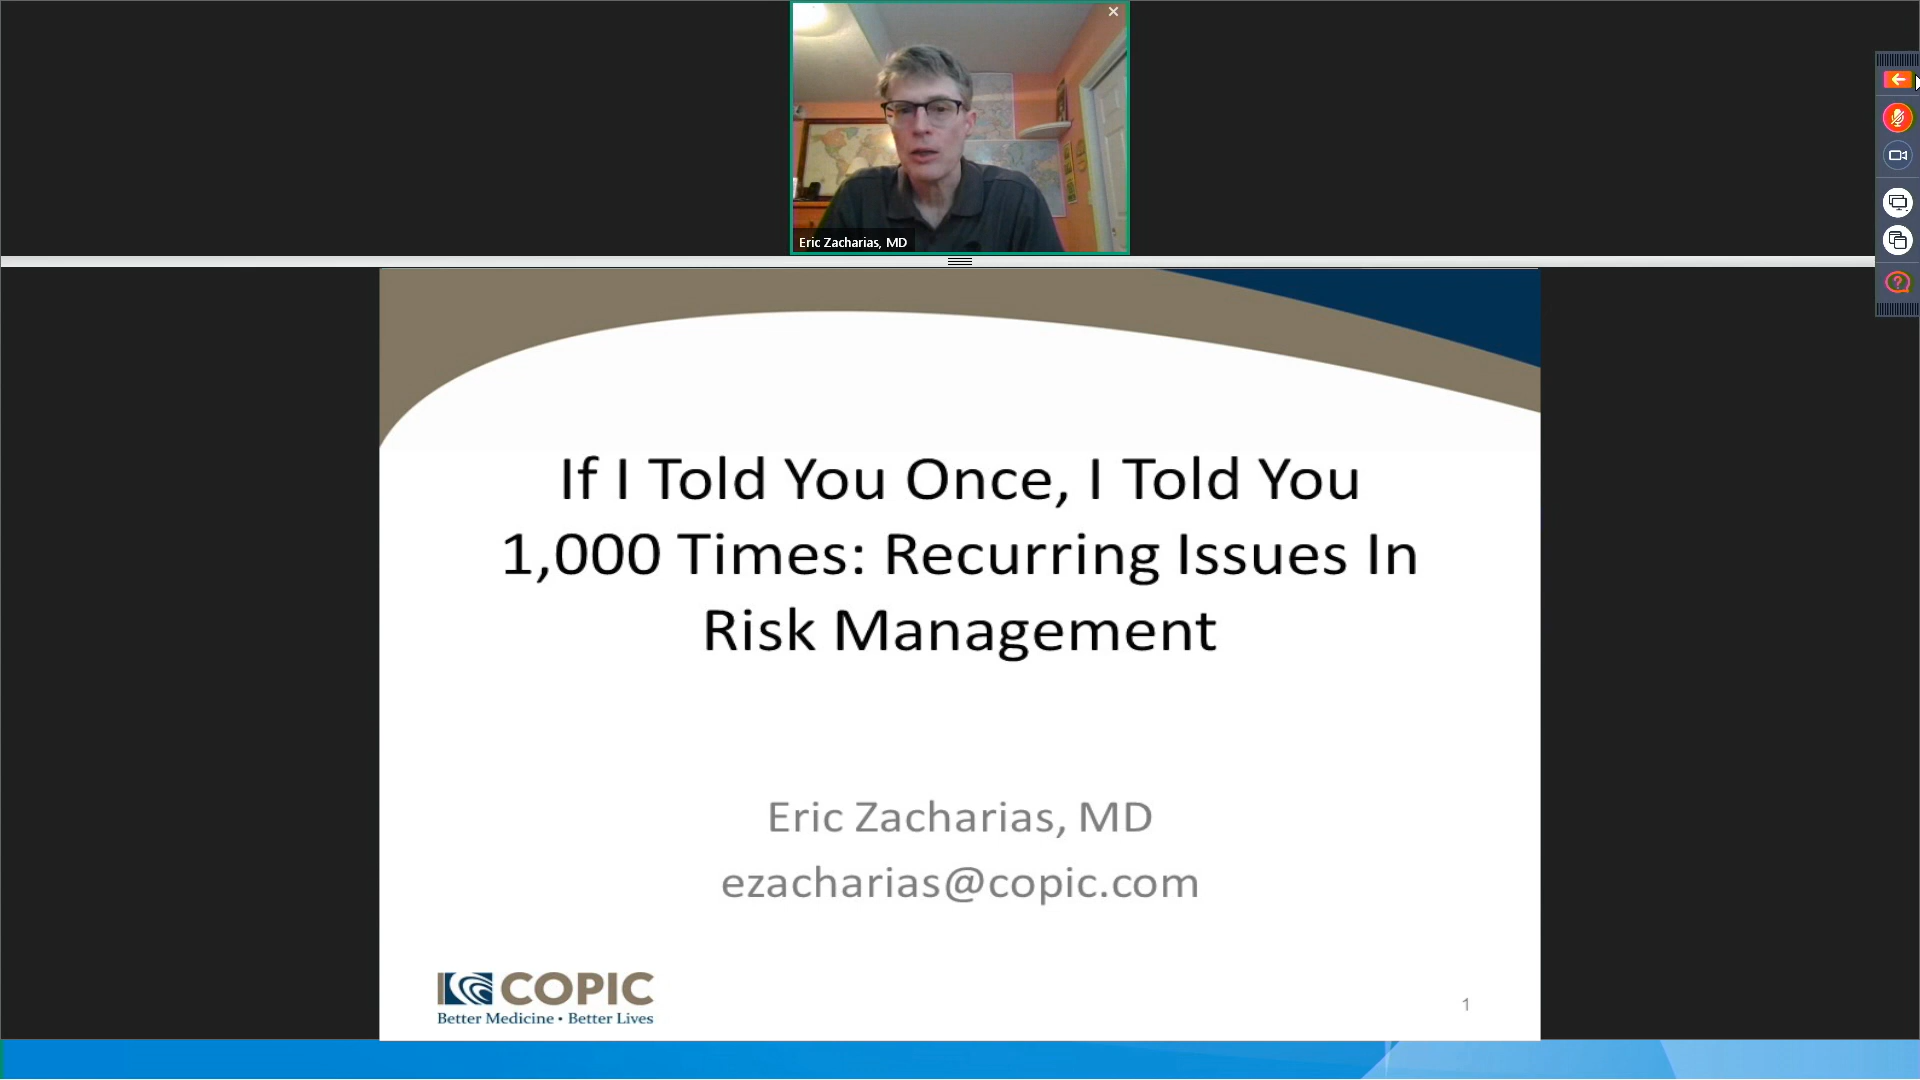 Eric Zacharias, MD
If I Told You Once, I Told You
1,000 Times: Recurring Issues In
Risk Management
Eric Zacharias, MD
ezacharias@copic.com
COPIC
Better Medicine • Better Lives
1